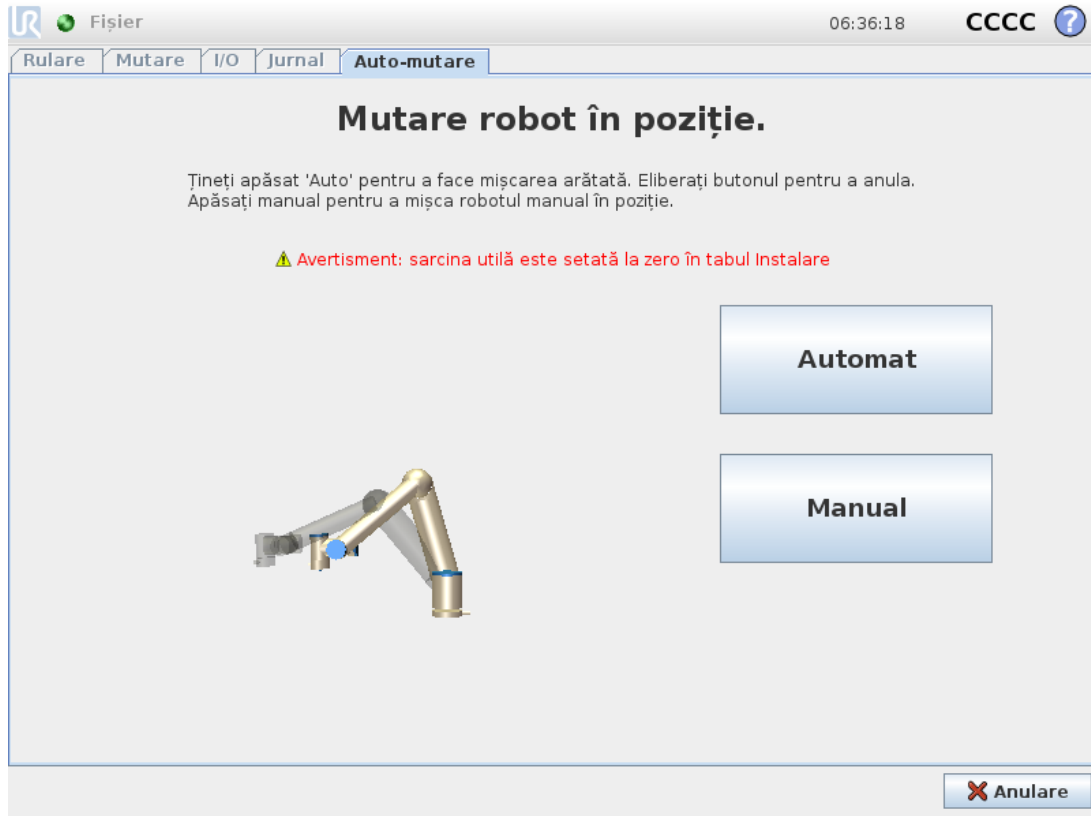 UR Fișier 06:36:18 CCCC ?
Rulare Mutare I/O Jurnal Auto-mutare
Mutare robot în poziție.
Țineți apăsat 'Auto' pentru a face mișcarea arătată. Eliberați butonul pentru a anula.
Apăsați manual pentru a mișca robotul manual în poziție.
Avertisment: sarcina utilă este setată la zero în tabul Instalare
Automat
Manual
Anulare